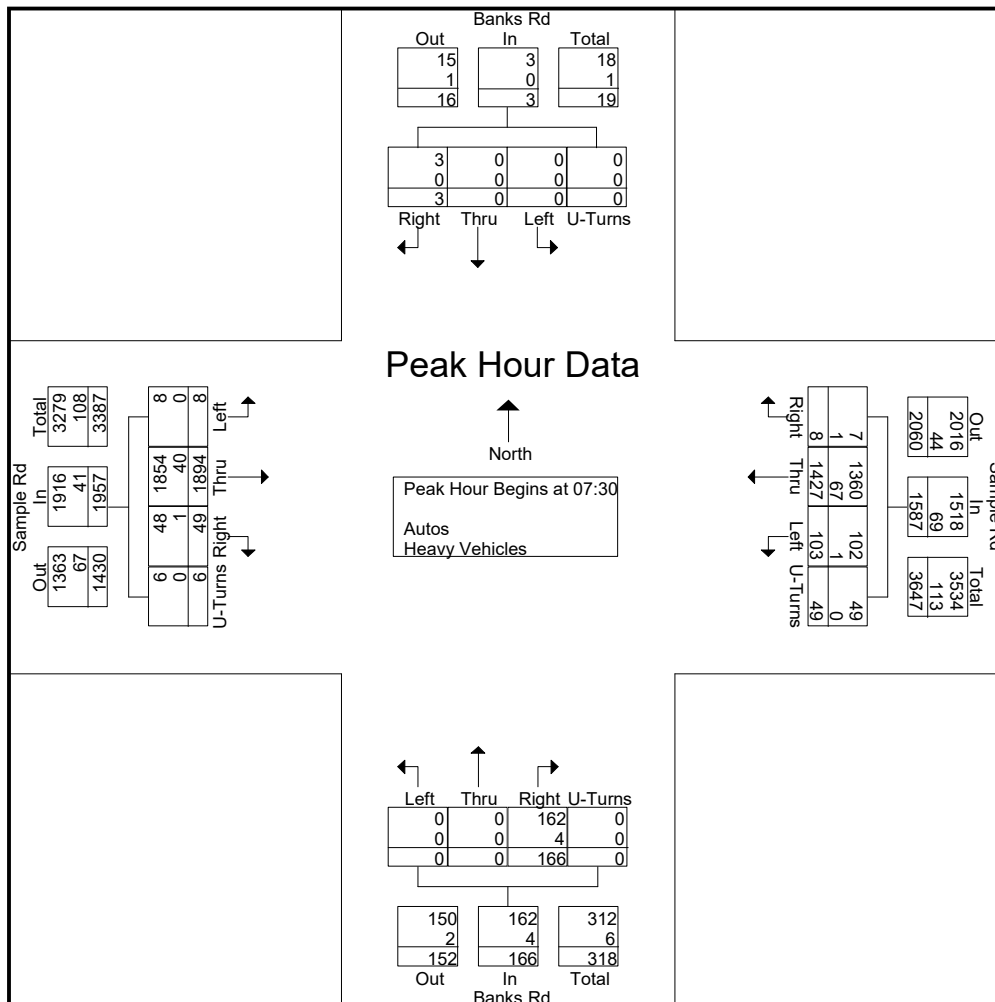 Banks Rd
Out In Total
15 3 18
1 0 1
16 3 19
3 0 0 0
0 0 0 0
3 0 0 0
Right Thru Left U-Turns
Peak Hour Data
North
Peak Hour Begins at 07:30
Autos
Heavy Vehicles
Sample Rd
Total In Out
3279 1916 1363
108 41 67
3387 1957 1430
8 1854 48 6
0 40 1 0
8 1894 49 6
Left Thru Right U-Turns
Sample Rd
Out In Total
2016 1518 3534
44 69 113
2060 1587 3647
7 1360 102 49
1 67 1 0
8 1427 103 49
Right Thru Left U-Turns
Left Thru Right U-Turns
0 0 162 0
0 0 4 0
0 0 166 0
150 162 312
2 4 6
152 166 318
Out In Total
Banks Rd